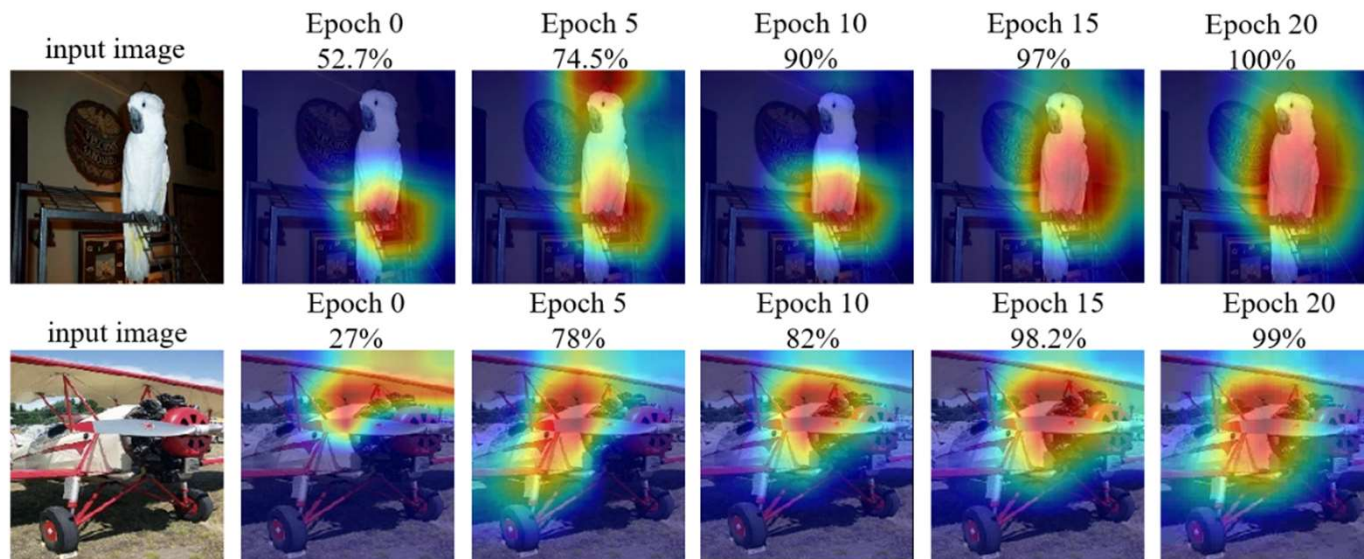 input image
Epoch 0
52.7%
Epoch 5
74.5%
Epoch 10
90%
Epoch 15
97%
Epoch 20
100%
input image
Epoch 0
27%
Epoch 5
78%
Epoch 10
82%
Epoch 15
98.2%
Epoch 20
99%